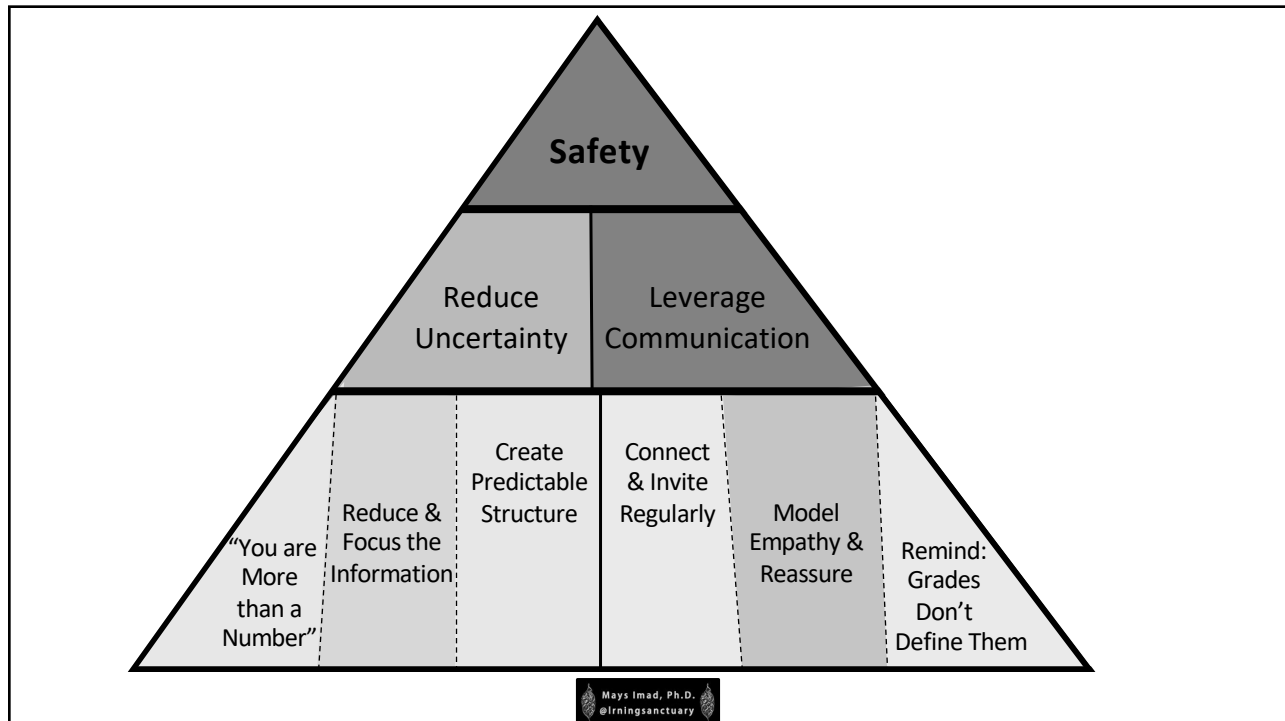 Safety
Reduce
Uncertainty
Leverage
Communication
“You are
More
than a
Number”
Reduce &
Focus the
Information
Create
Predictable
Structure
Connect
& Invite
Regularly
Model
Empathy &
Reassure
Remind:
Grades
Don’t
Define Them
Mays Imad, Ph.D.
@lrningsanctuary